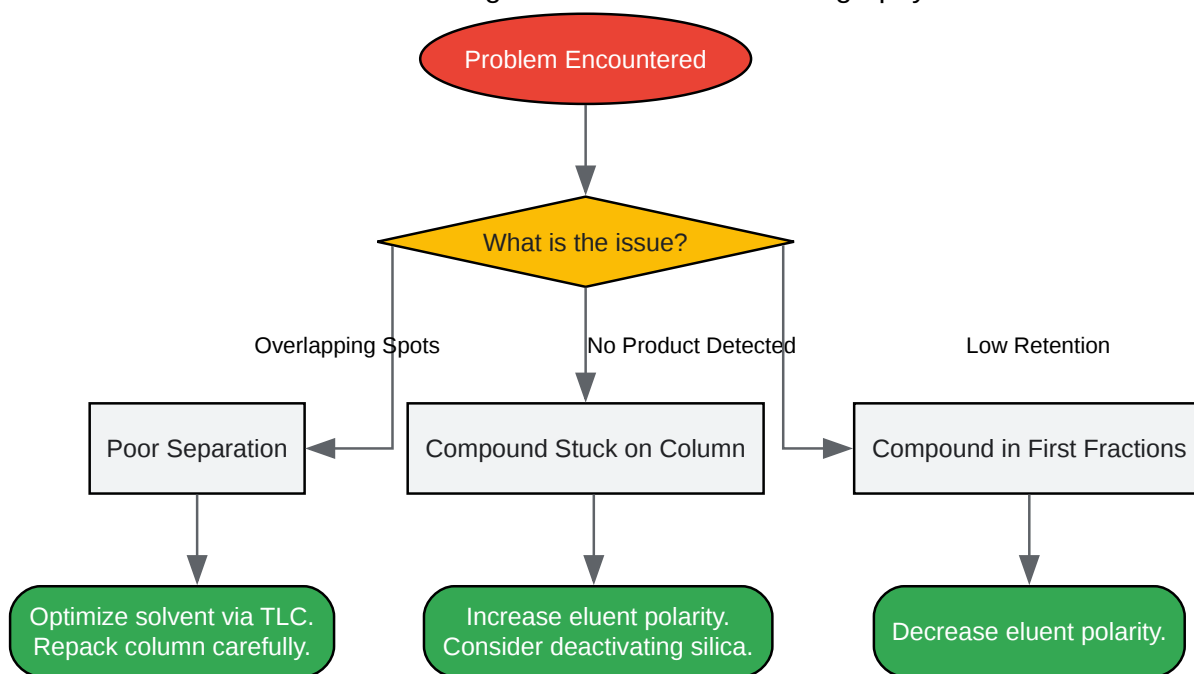 Problem Encountered
What is the issue?
Overlapping Spots
No Product Detected
Low Retention
Poor Separation
Compound Stuck on Column
Compound in First Fractions
Optimize solvent via TLC.
Repack column carefully.
Increase eluent polarity.
Consider deactivating silica.
Decrease eluent polarity.